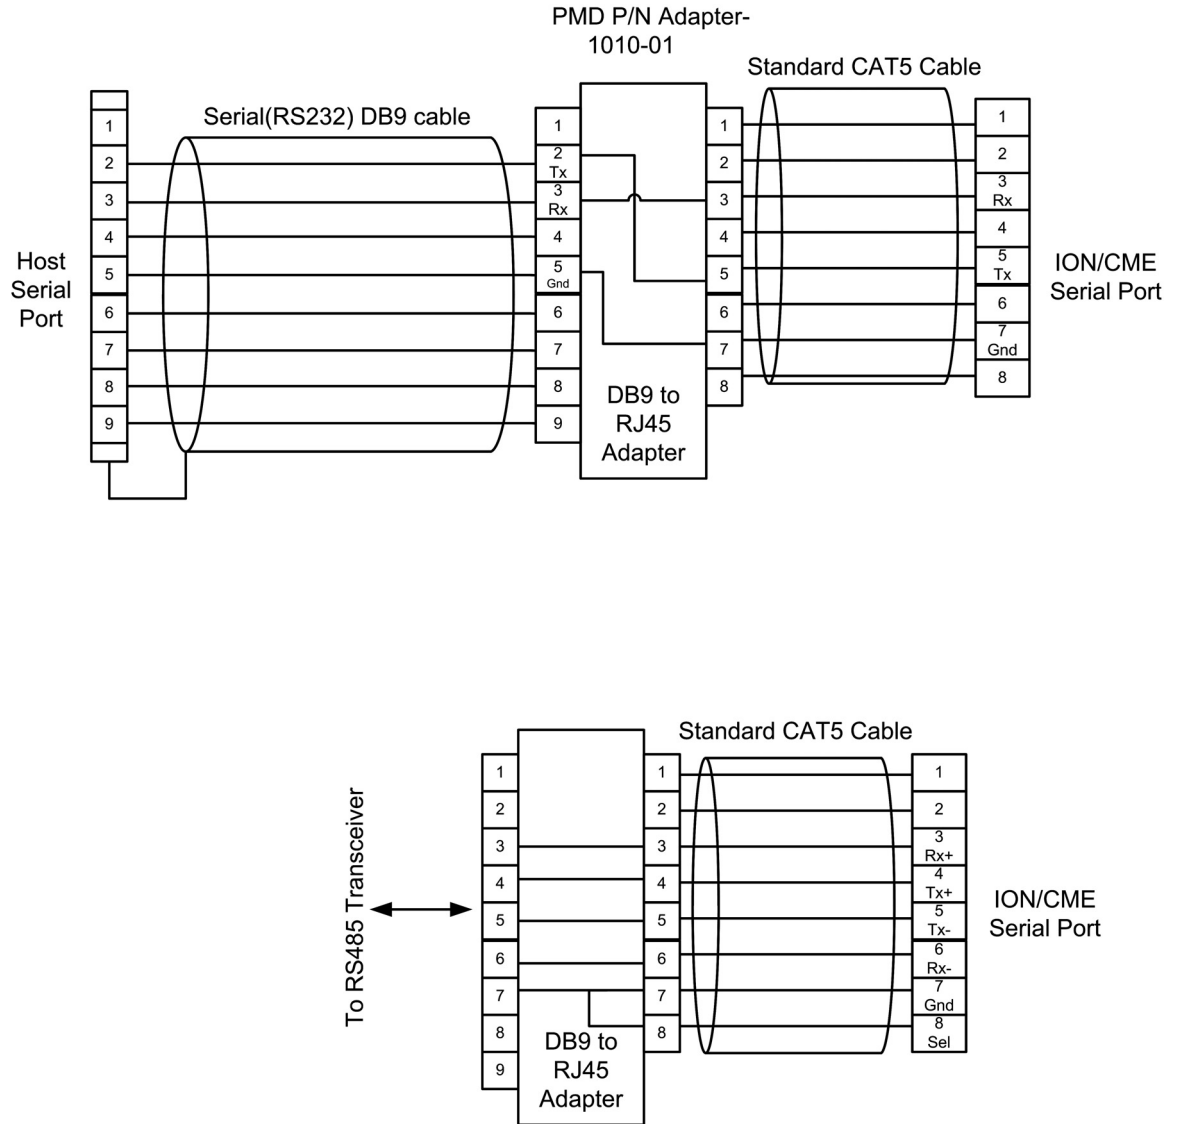 PMD P/N Adapter-
1010-01
Standard CAT5 Cable
Serial(RS232) DB9 cable
Host
Serial
Port
1
2
3
4
5
6
7
8
9
1
2
Tx
3
Rx
4
5
Gnd
6
7
8
9
DB9 to
RJ45
Adapter
1
2
3
4
5
6
7
8
1
2
3
Rx
4
5
Tx
6
7
Gnd
8
ION/CME
Serial Port
Standard CAT5 Cable
To RS485 Transceiver
1
2
3
4
5
6
7
8
9
DB9 to
RJ45
Adapter
1
2
3
4
5
6
7
8
1
2
3
Rx+
4
Tx+
5
Tx-
6
Rx-
7
Gnd
8
Sel
ION/CME
Serial Port